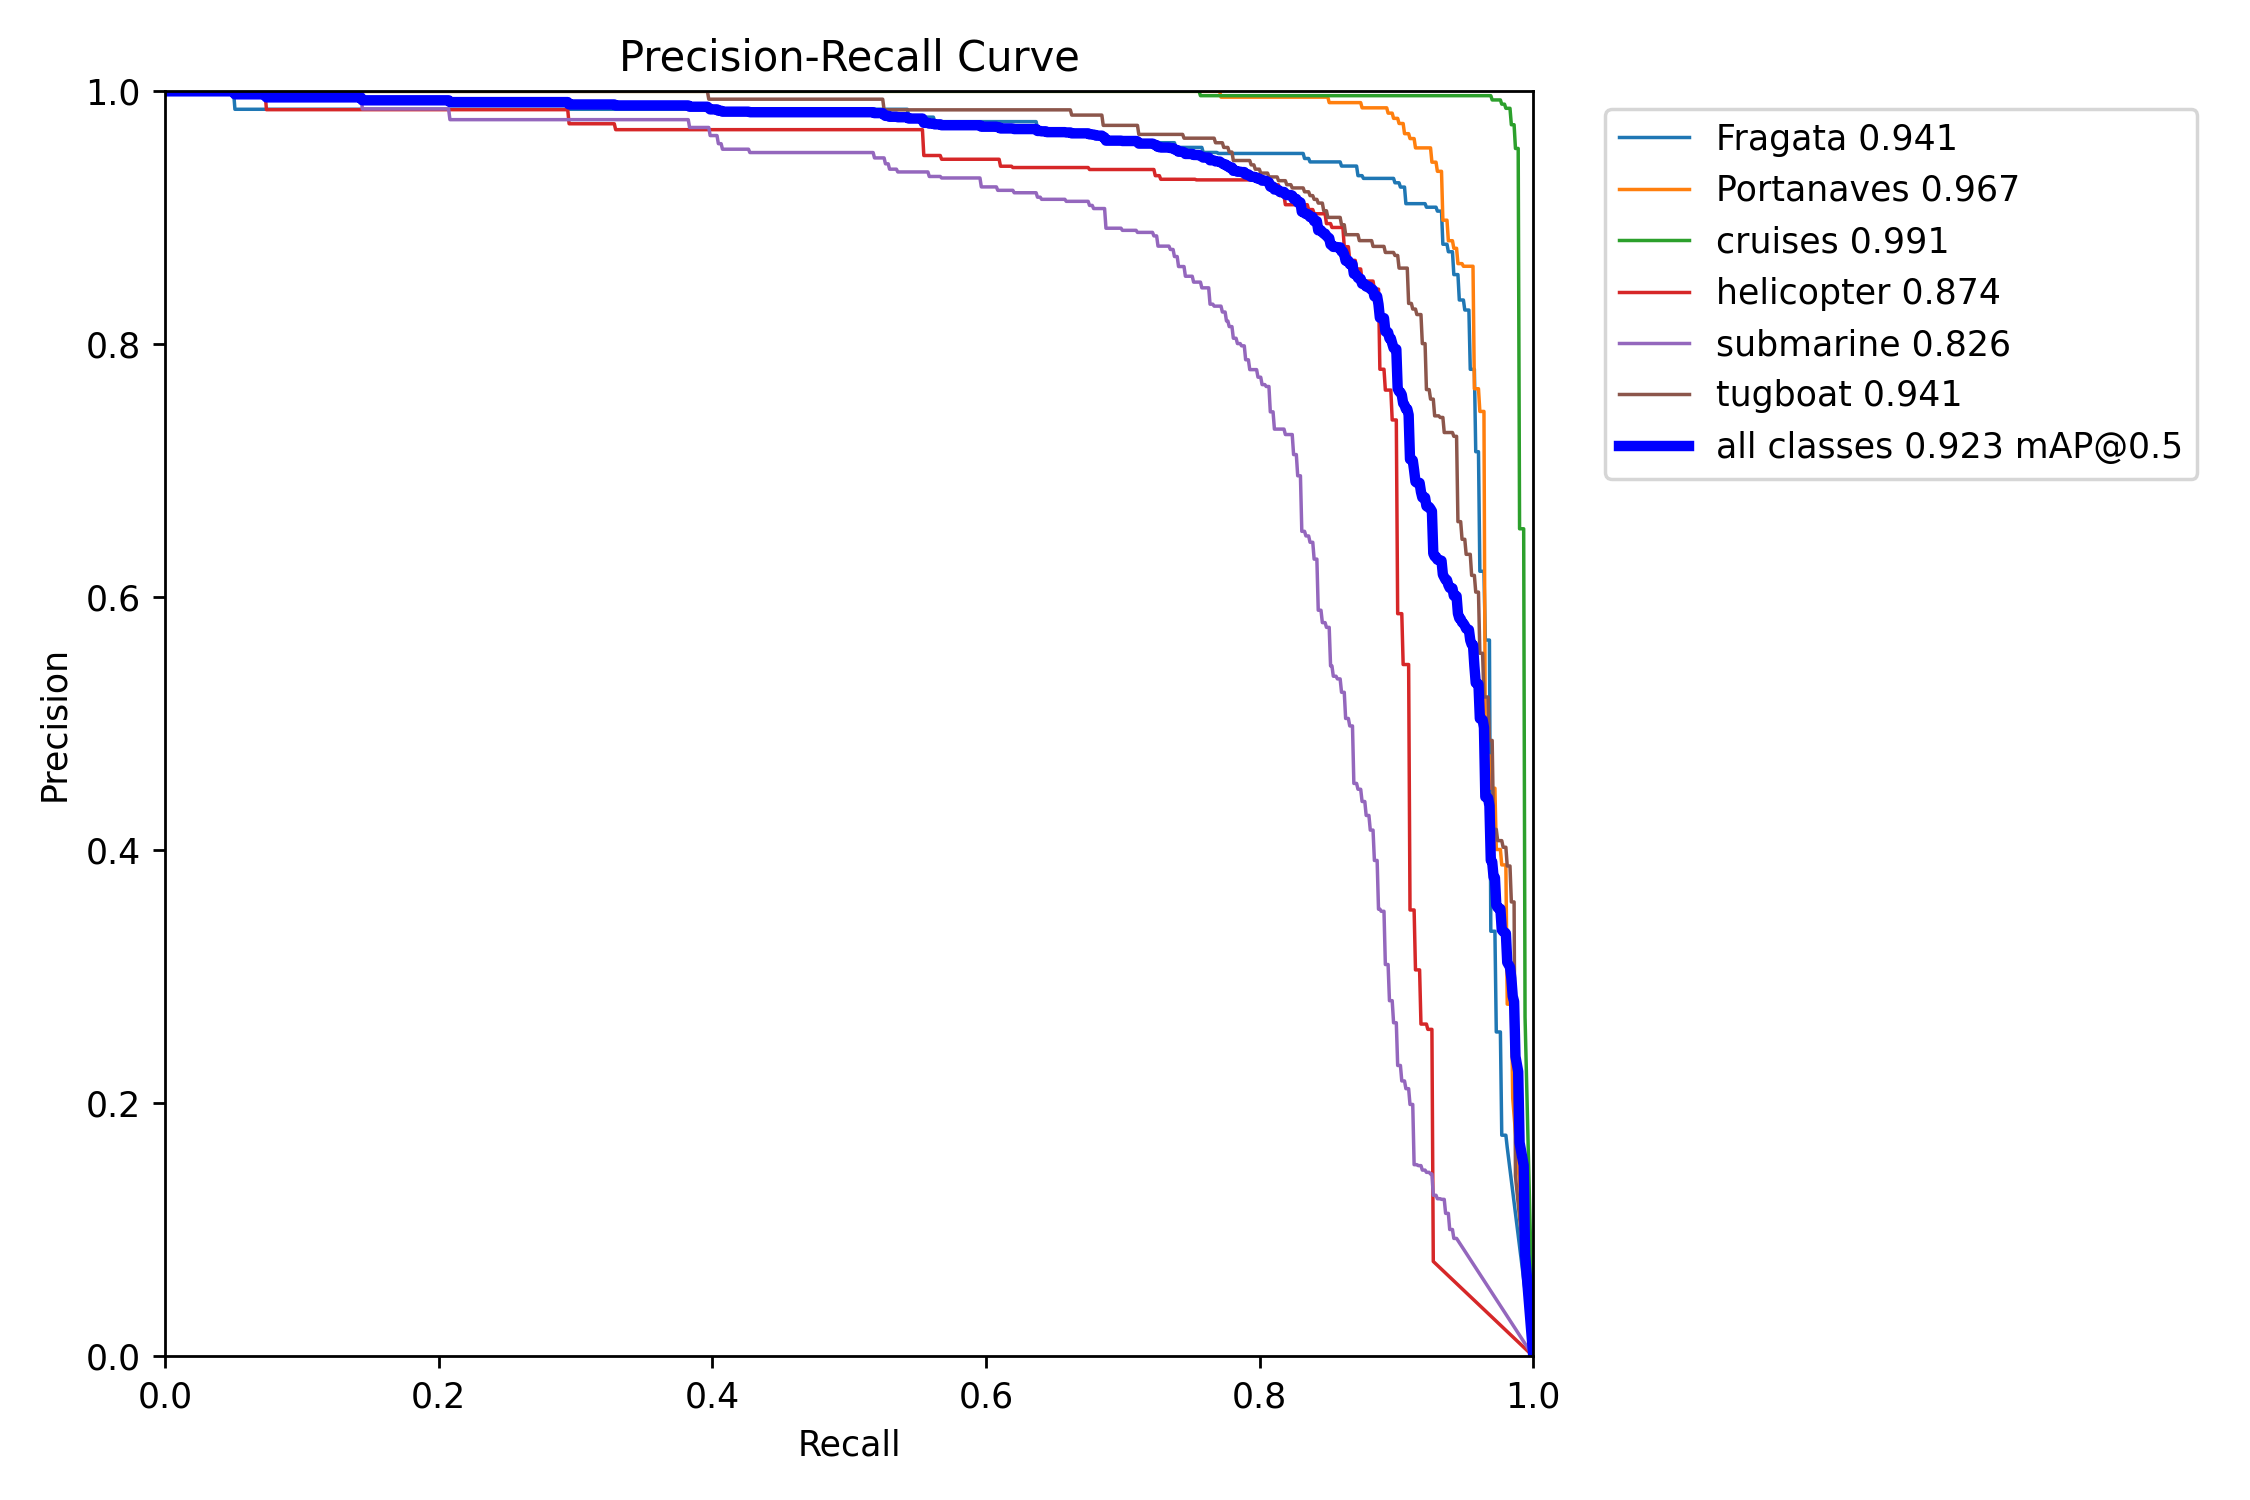 Precision-Recall Curve
1.0
0.8
0.6
0.4
0.2
0.0
Precision
0.0 0.2 0.4 0.6 0.8 1.0
Recall
Fragata 0.941
Portanaves 0.967
cruises 0.991
helicopter 0.874
submarine 0.826
tugboat 0.941
all classes 0.923 mAP@0.5